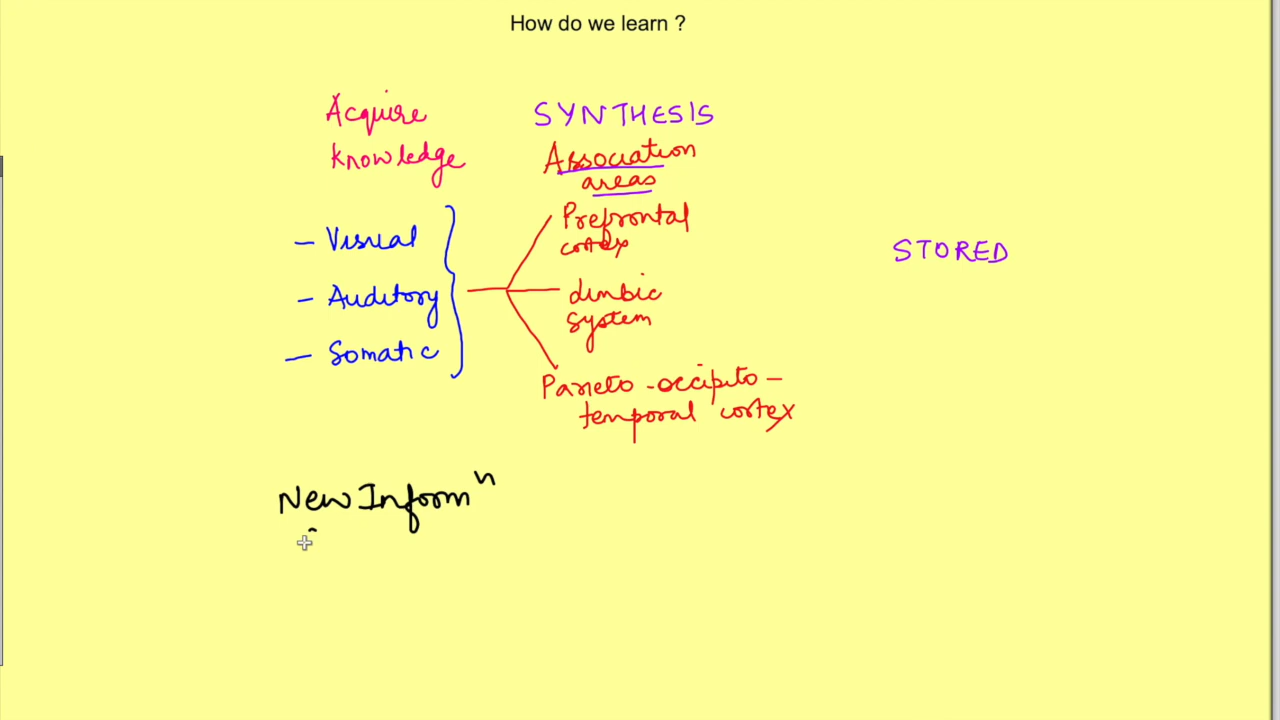 How do we learn ?
Acquire
knowledge
SYNTHESIS
Association
areas
– Visual
– Auditory
– Somatic
Prefrontal
cortex
Limbic
system
Parieto - occipito –
temporal cortex
STORED
New Inform n